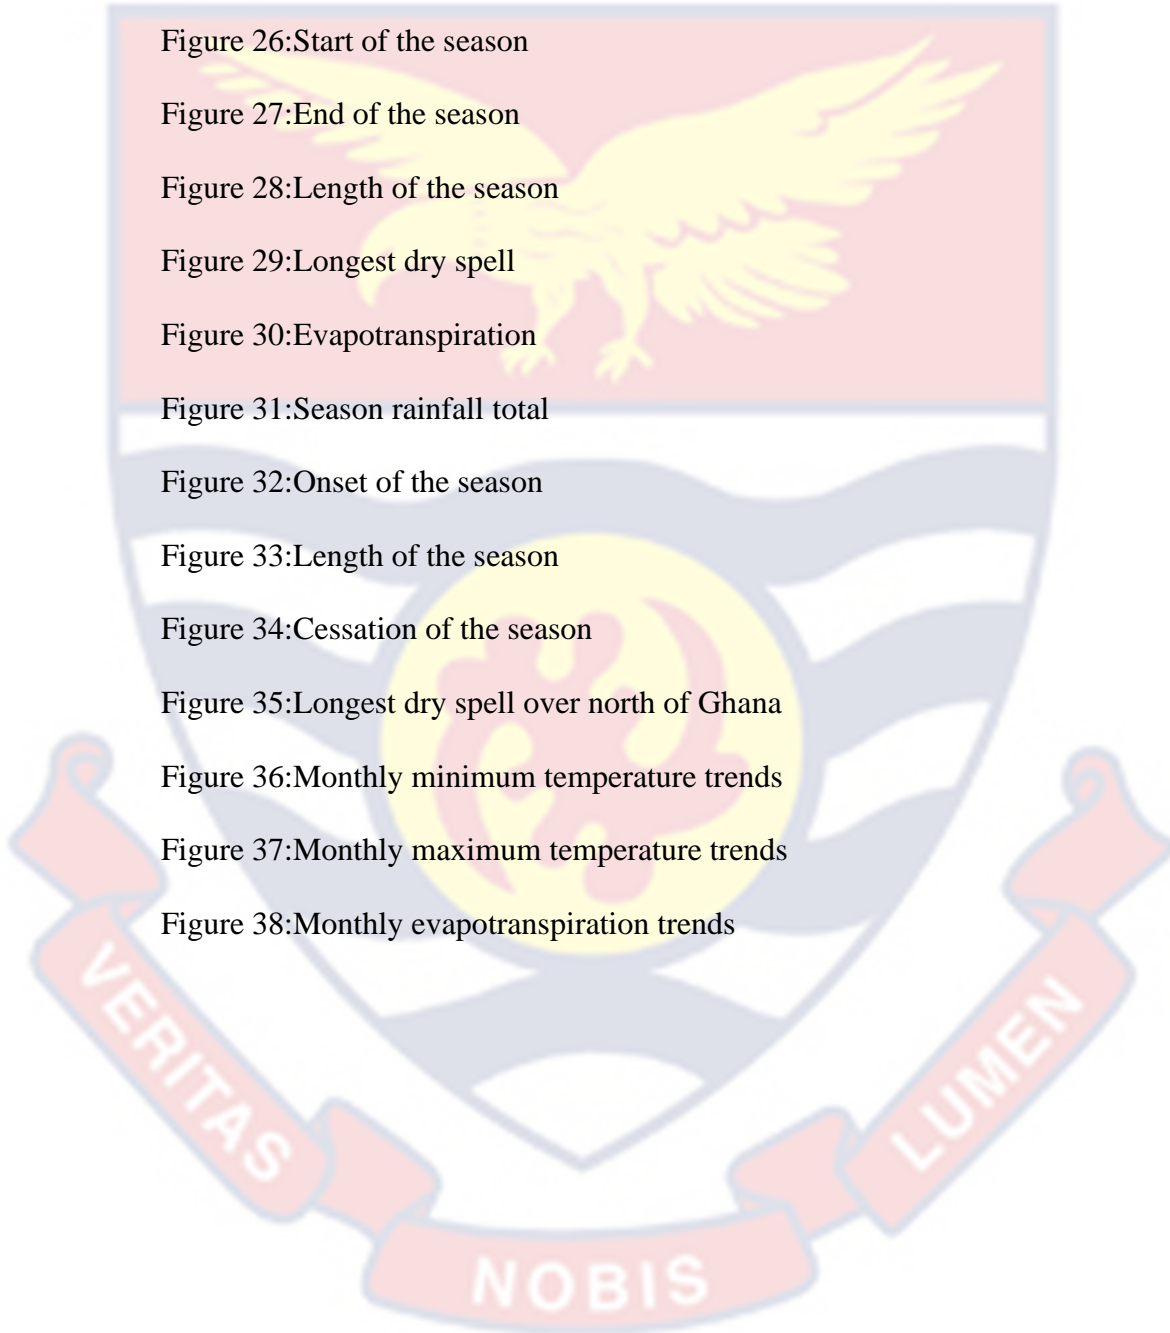 Figure 26:Start of the season
Figure 27:End of the season
Figure 28:Length of the season
Figure 29:Longest dry spell
Figure 30:Evapotranspiration
Figure 31:Season rainfall total
Figure 32:Onset of the season
Figure 33:Length of the season
Figure 34:Cessation of the season
Figure 35:Longest dry spell over north of Ghana
Figure 36:Monthly minimum temperature trends
Figure 37:Monthly maximum temperature trends
Figure 38:Monthly evapotranspiration trends
VERITAS
NOBIS
LUMEN